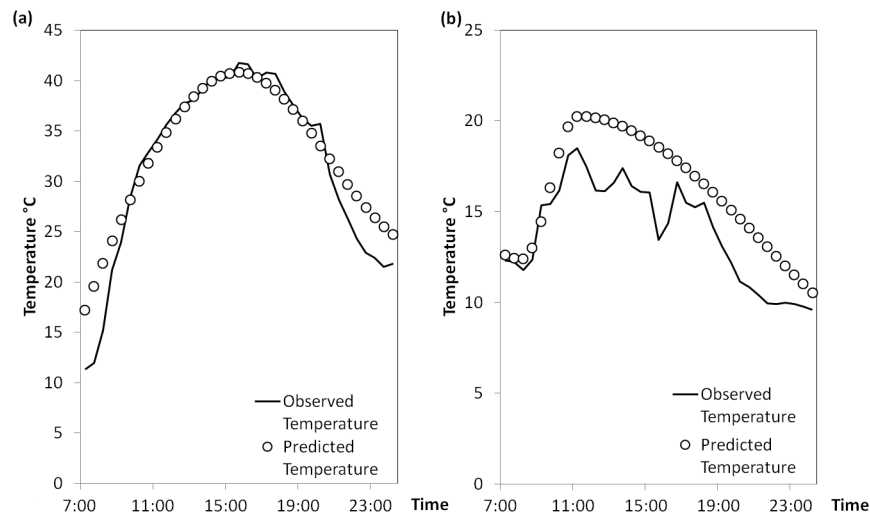 (a)
50
45
40
35
30
25
20
15
10
5
0
Temperature °C
7:00 11:00 15:00 19:00 23:00 Time
Observed
Temperature
Predicted
Temperature
(b)
25
20
15
10
5
0
Temperature °C
7:00 11:00 15:00 19:00 23:00 Time
Observed
Temperature
Predicted
Temperature